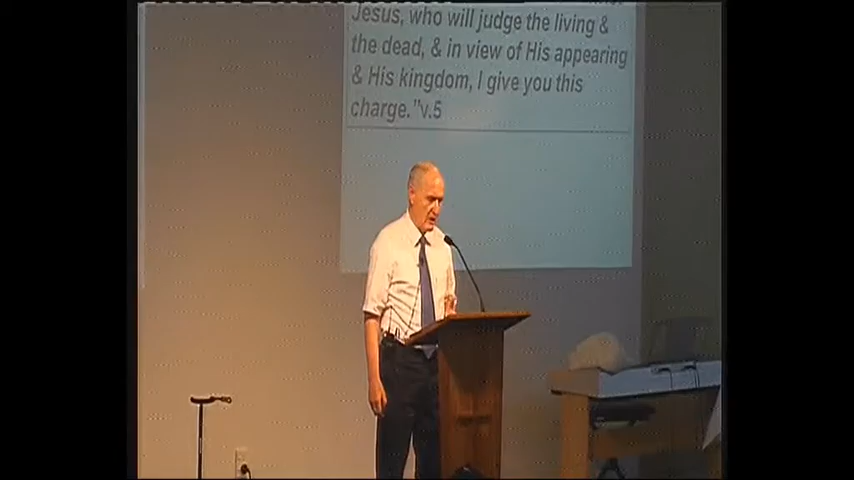 Jesus, who will judge the living &
the dead, & in view of His appearing
& His kingdom, I give you this
charge."v.5